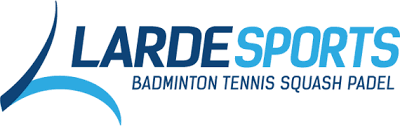 LARDESPORTS
BADMINTON TENNIS SQUASH PADEL